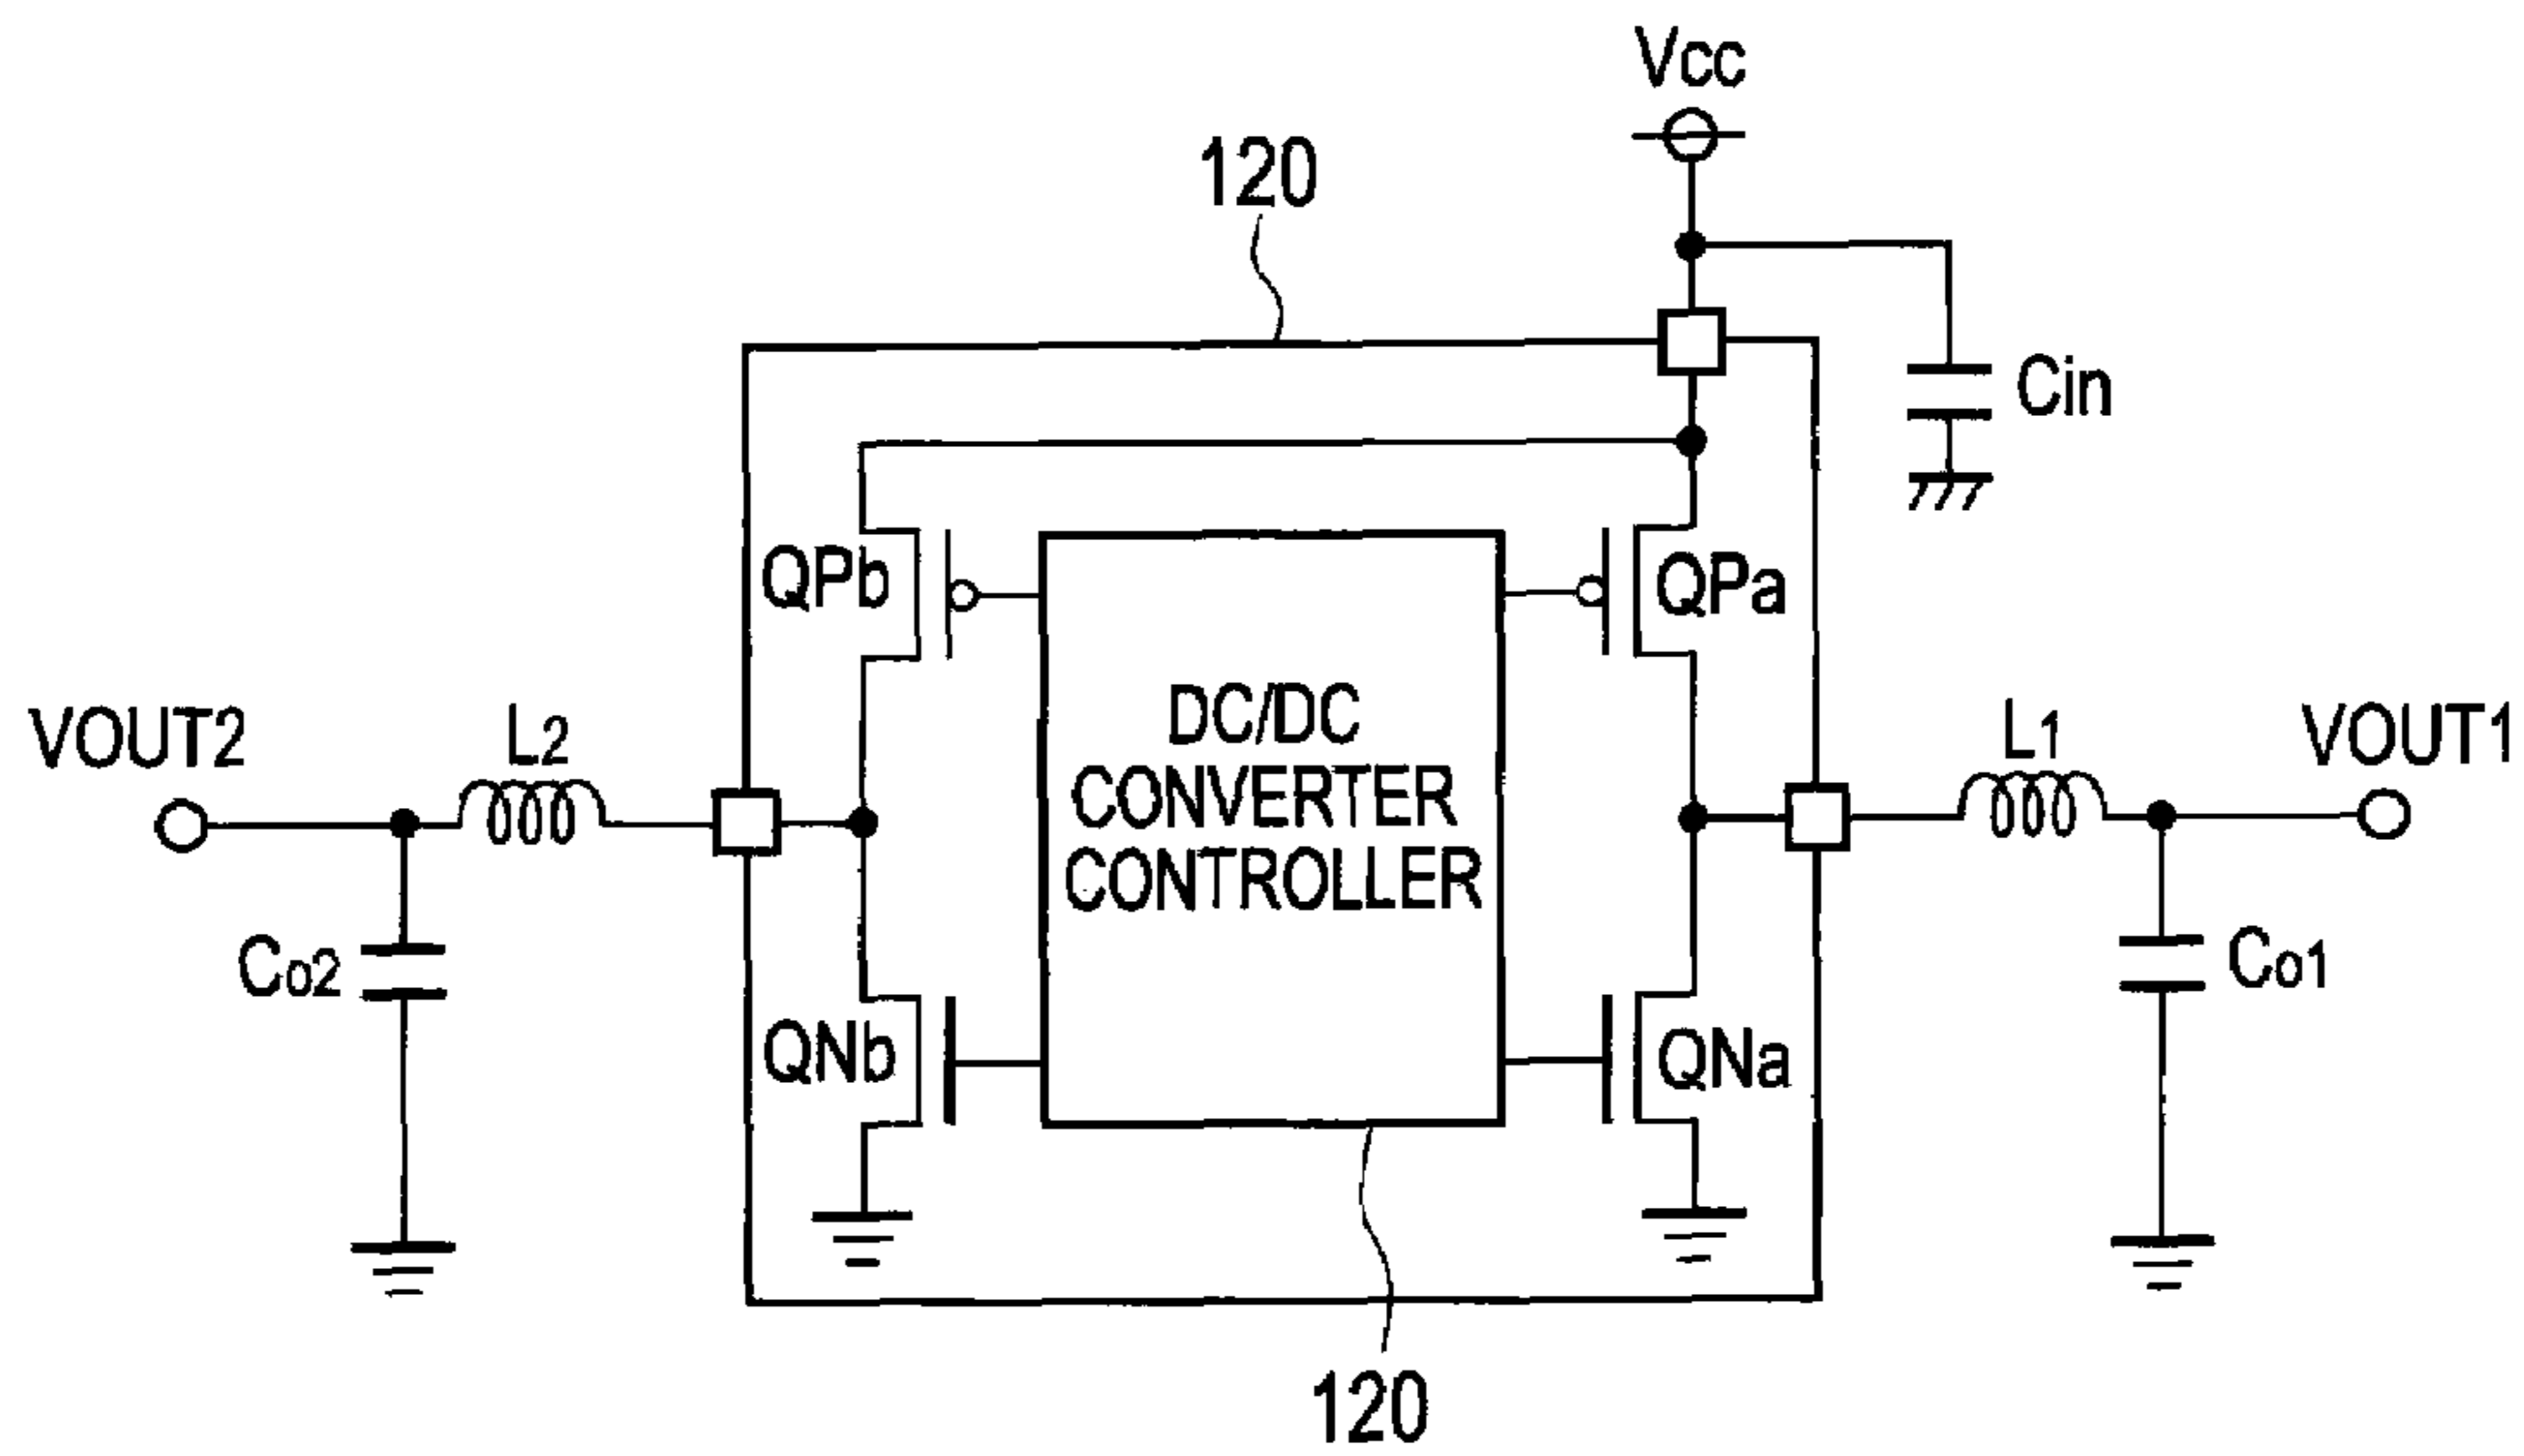 Vcc
120
Cin
QPb
QPa
DC/DC
CONVERTER
CONTROLLER
VOUT2
L2
L1
VOUT1
Co2
Co1
QNb
QNa
120